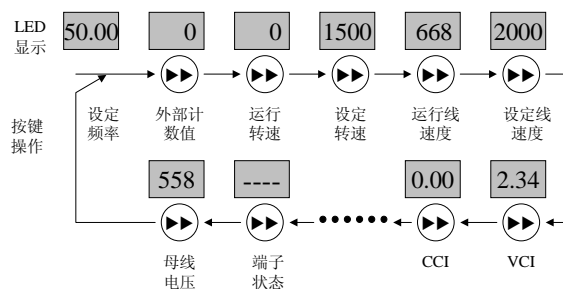 LED
显示
50.00
0
0
1500
668
2000
按键
操作
设定
频率
外部计
数值
运行
转速
设定
转速
运行线
速度
设定线
速度
558
----
0.00
2.34
母线
电压
端子
状态
CCI
VCI